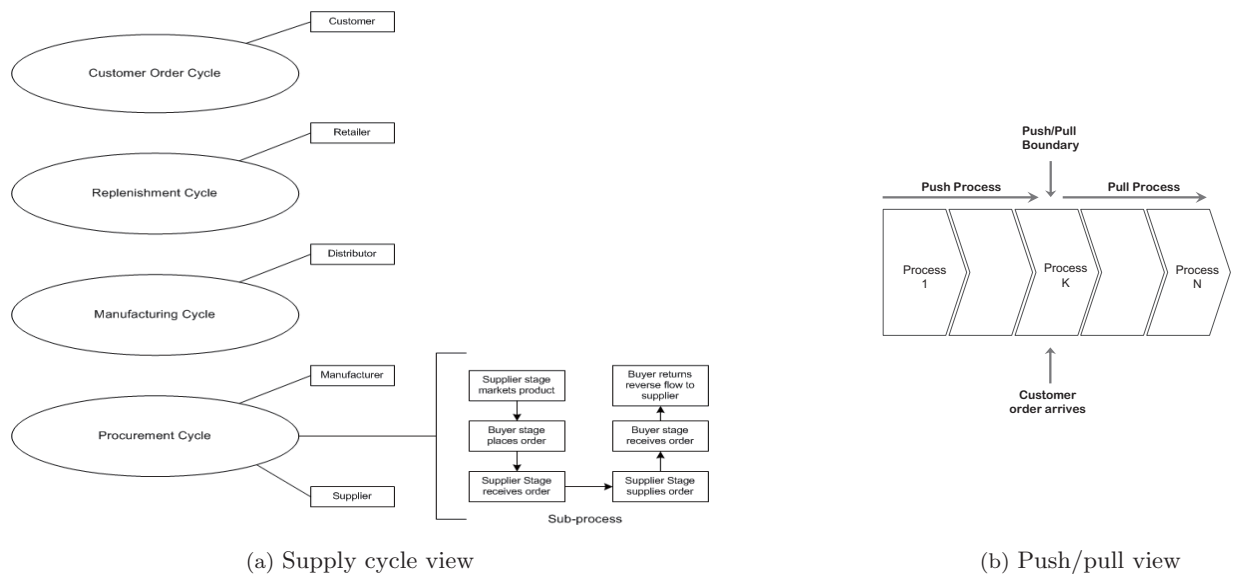 Customer
Customer Order Cycle
Retailer
Replenishment Cycle
Distributor
Manufacturing Cycle
Manufacturer
Procurement Cycle
Supplier
Supplier stage
markets product
Buyer stage
places order
Supplier Stage
receives order
Supplier Stage
supplies order
Buyer stage
receives order
Buyer returns
reverse flow to
supplier
Sub-process
(a) Supply cycle view
Push/Pull
Boundary
Push Process
Pull Process
Process
1
Process
K
Process
N
Customer
order arrives
(b) Push/pull view